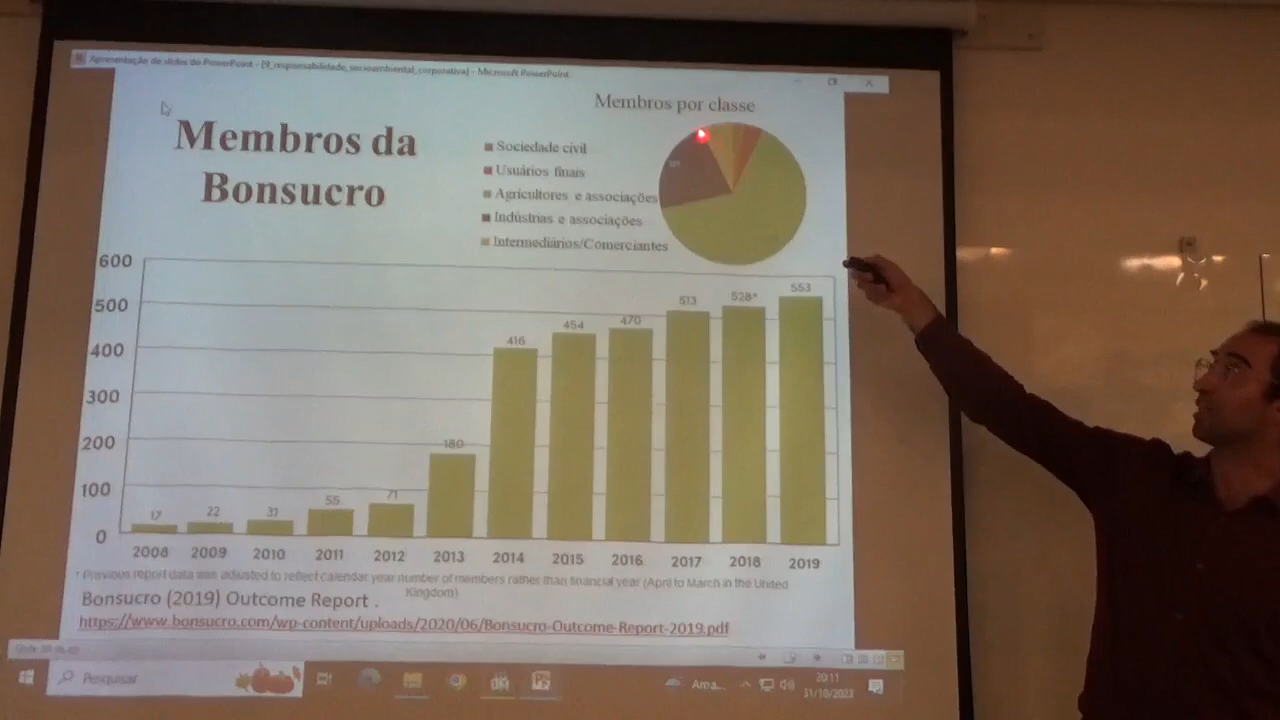 Apresentação de slides do PowerPoint - [9_responsabilidade_socioambiental_corporativa] - Microsoft PowerPoint
Membros da
Bonsucro
Membros por classe
Sociedade civil
Usuários finais
Agricultores e associações
Indústrias e associações
Intermediários/Comerciantes
600
500
400
300
200
100
0
17
22
31
55
71
180
416
454
470
513
528*
553
2008 2009 2010 2011 2012 2013 2014 2015 2016 2017 2018 2019
* Previous report data was adjusted to reflect calendar year number of members rather than financial year (April to March in the United
Kingdom)
Bonsucro (2019) Outcome Report .
https://www.bonsucro.com/wp-content/uploads/2020/06/Bonsucro-Outcome-Report-2019.pdf
Pesquisar
Ama...
20:11
31/10/2023